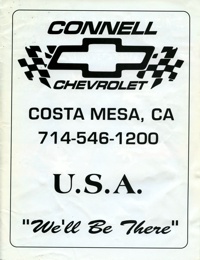 CONNELL
CHEVROLET
COSTA MESA, CA
714-546-1200
U.S.A.
"We'll Be There"